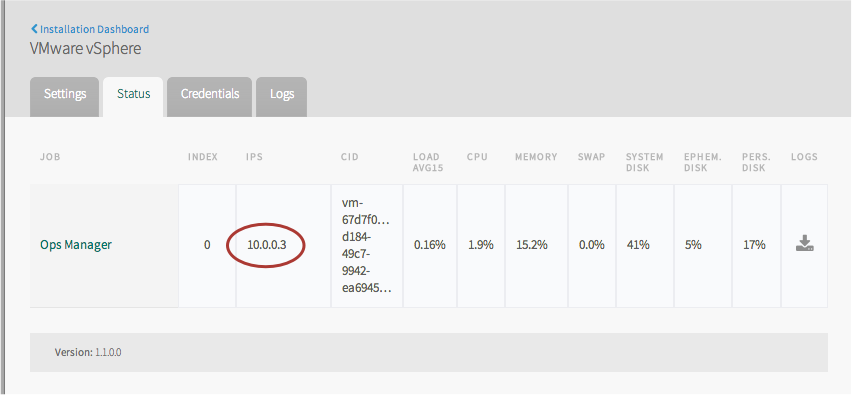 Installation Dashboard
VMware vSphere
Settings Status Credentials Logs
JOB INDEX IPS CID LOAD AVG15 CPU MEMORY SWAP SYSTEM DISK EPHEM. DISK PERS. DISK LOGS
Ops Manager 0 10.0.0.3 vm-67d7f0...d184-49c7-9942-ea6945... 0.16% 1.9% 15.2% 0.0% 41% 5% 17%
Version: 1.1.0.0